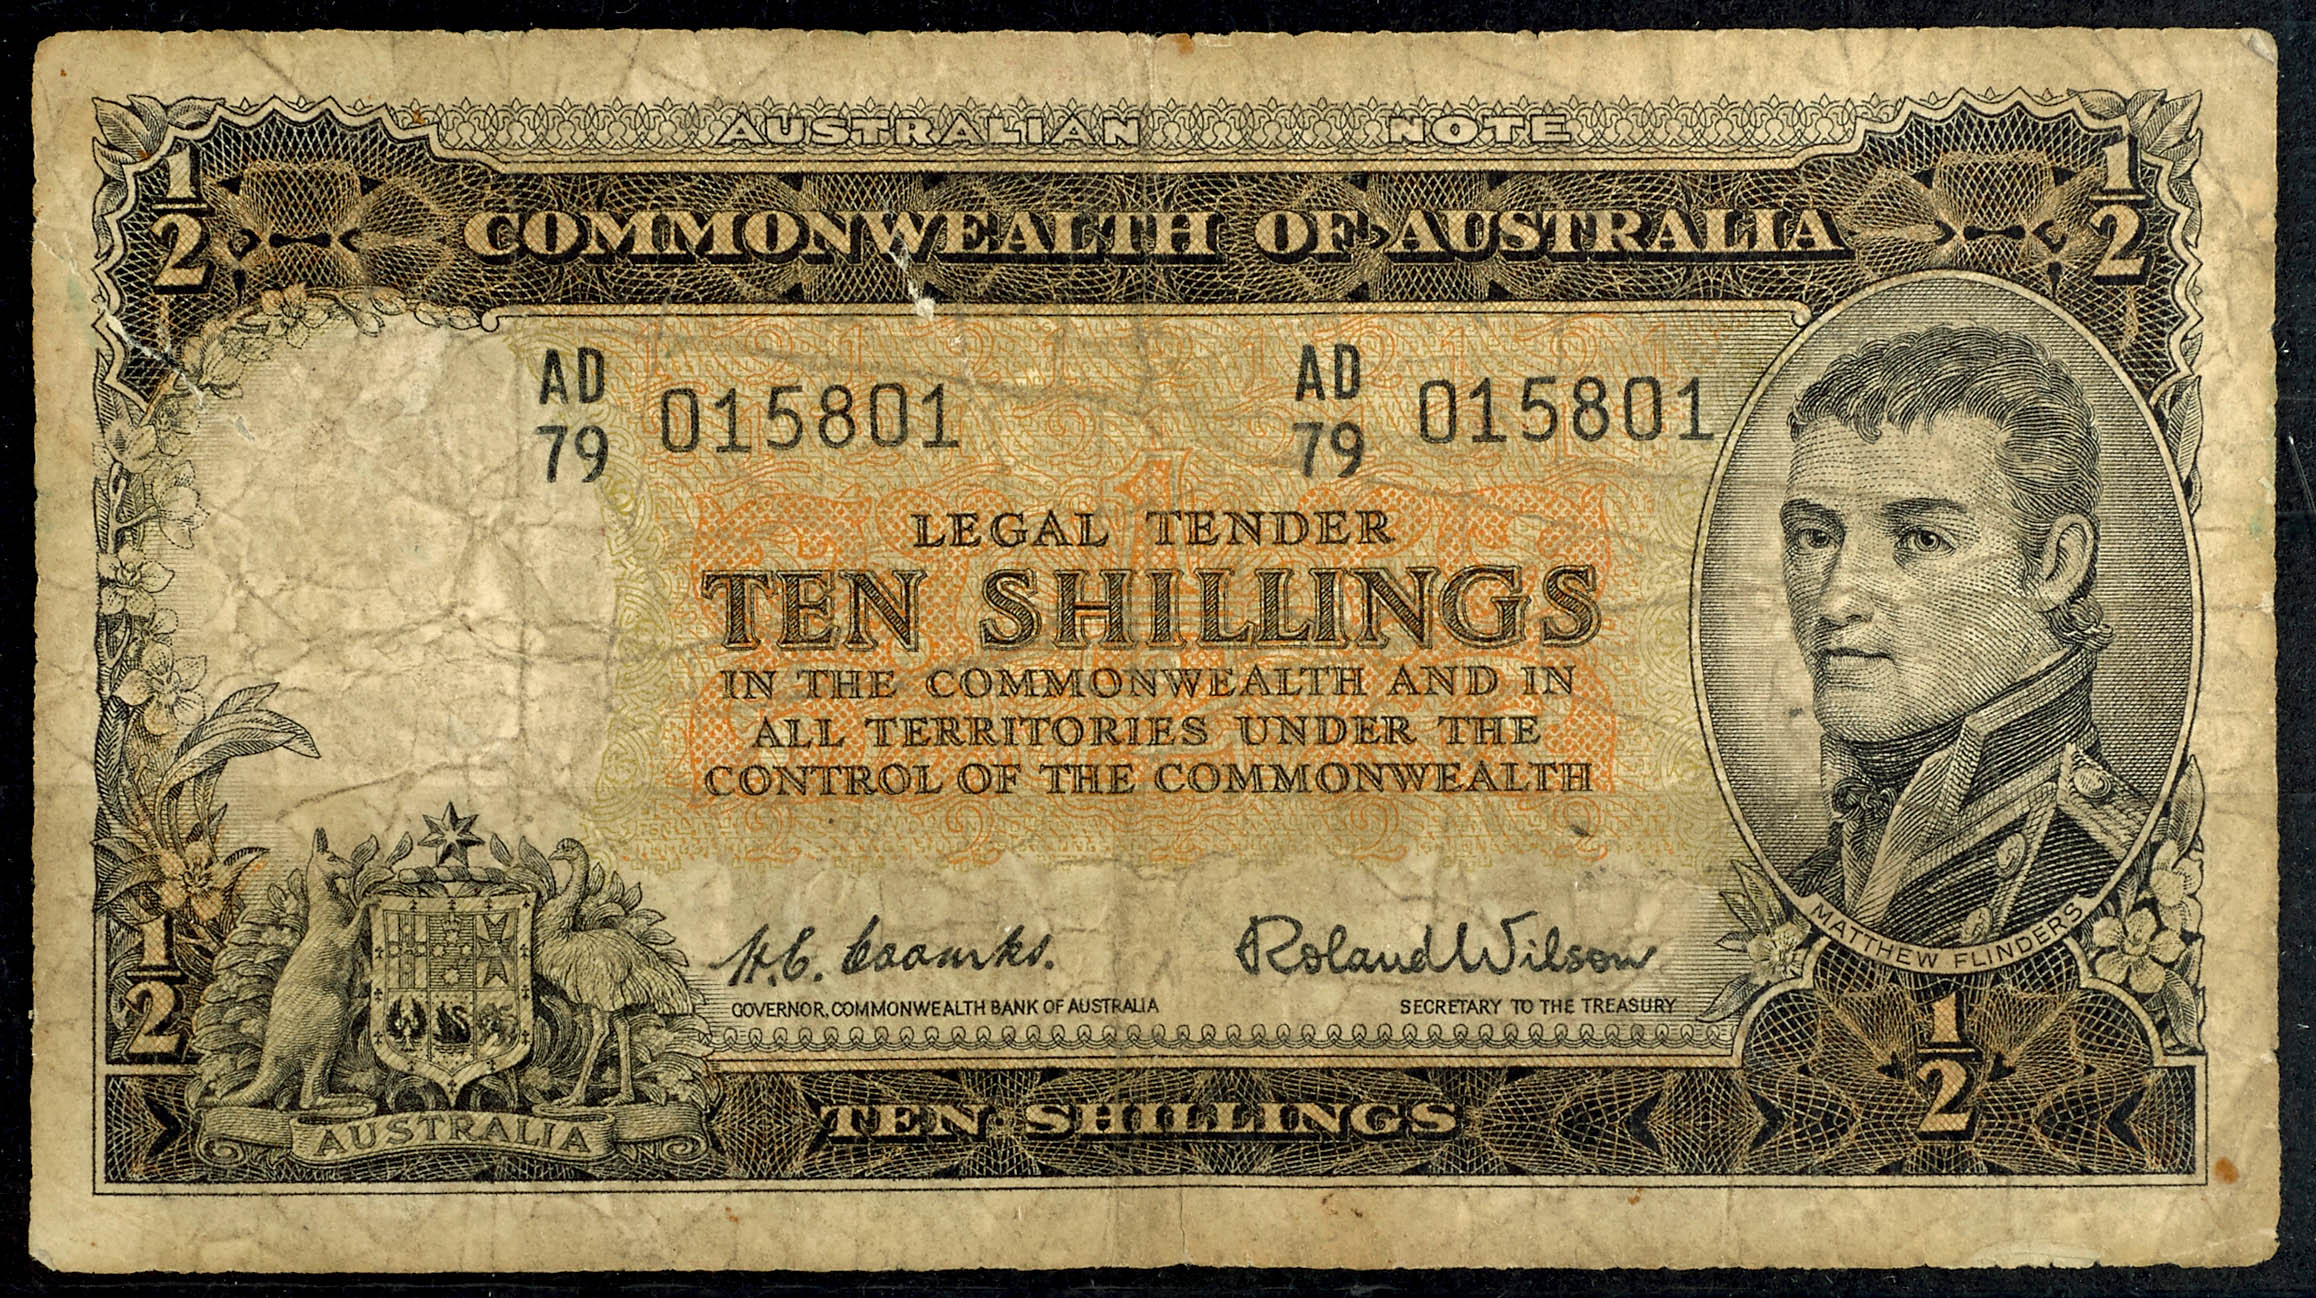 AUSTRALIAN NOTE
1/2
1/2
COMMONWEALTH OF AUSTRALIA
AD
79 015801
AD
79 015801
LEGAL TENDER
TEN SHILLINGS
IN THE COMMONWEALTH AND IN
ALL TERRITORIES UNDER THE
CONTROL OF THE COMMONWEALTH
H.C. Coombs.
GOVERNOR, COMMONWEALTH BANK OF AUSTRALIA
Roland Wilson
SECRETARY TO THE TREASURY
MATTHEW FLINDERS
1/2
1/2
AUSTRALIA
TEN SHILLINGS